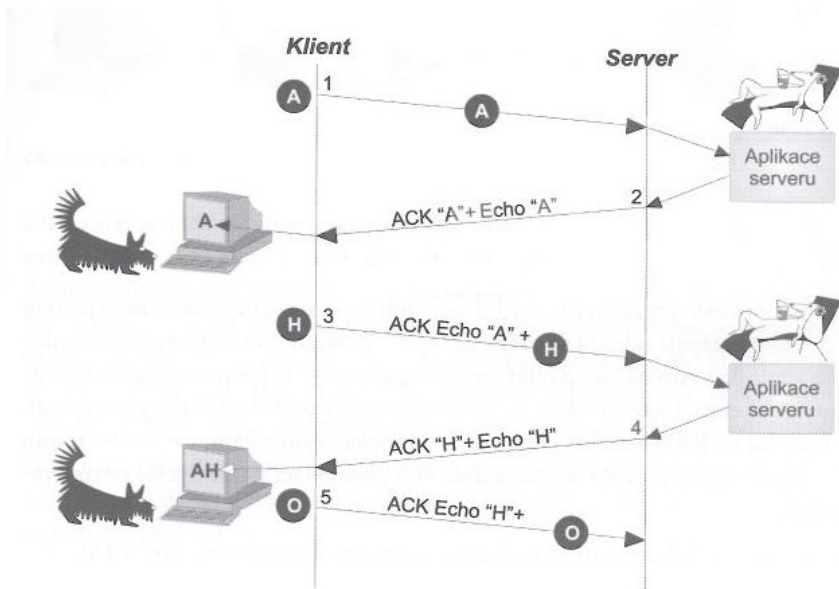 Klient
Server
A 1
A
Aplikace
serveru
2
ACK “A”+ Echo “A”
A
H 3 ACK Echo “A” + H
Aplikace
serveru
4
ACK “H”+Echo “H”
AH
O 5 ACK Echo “H”+ O